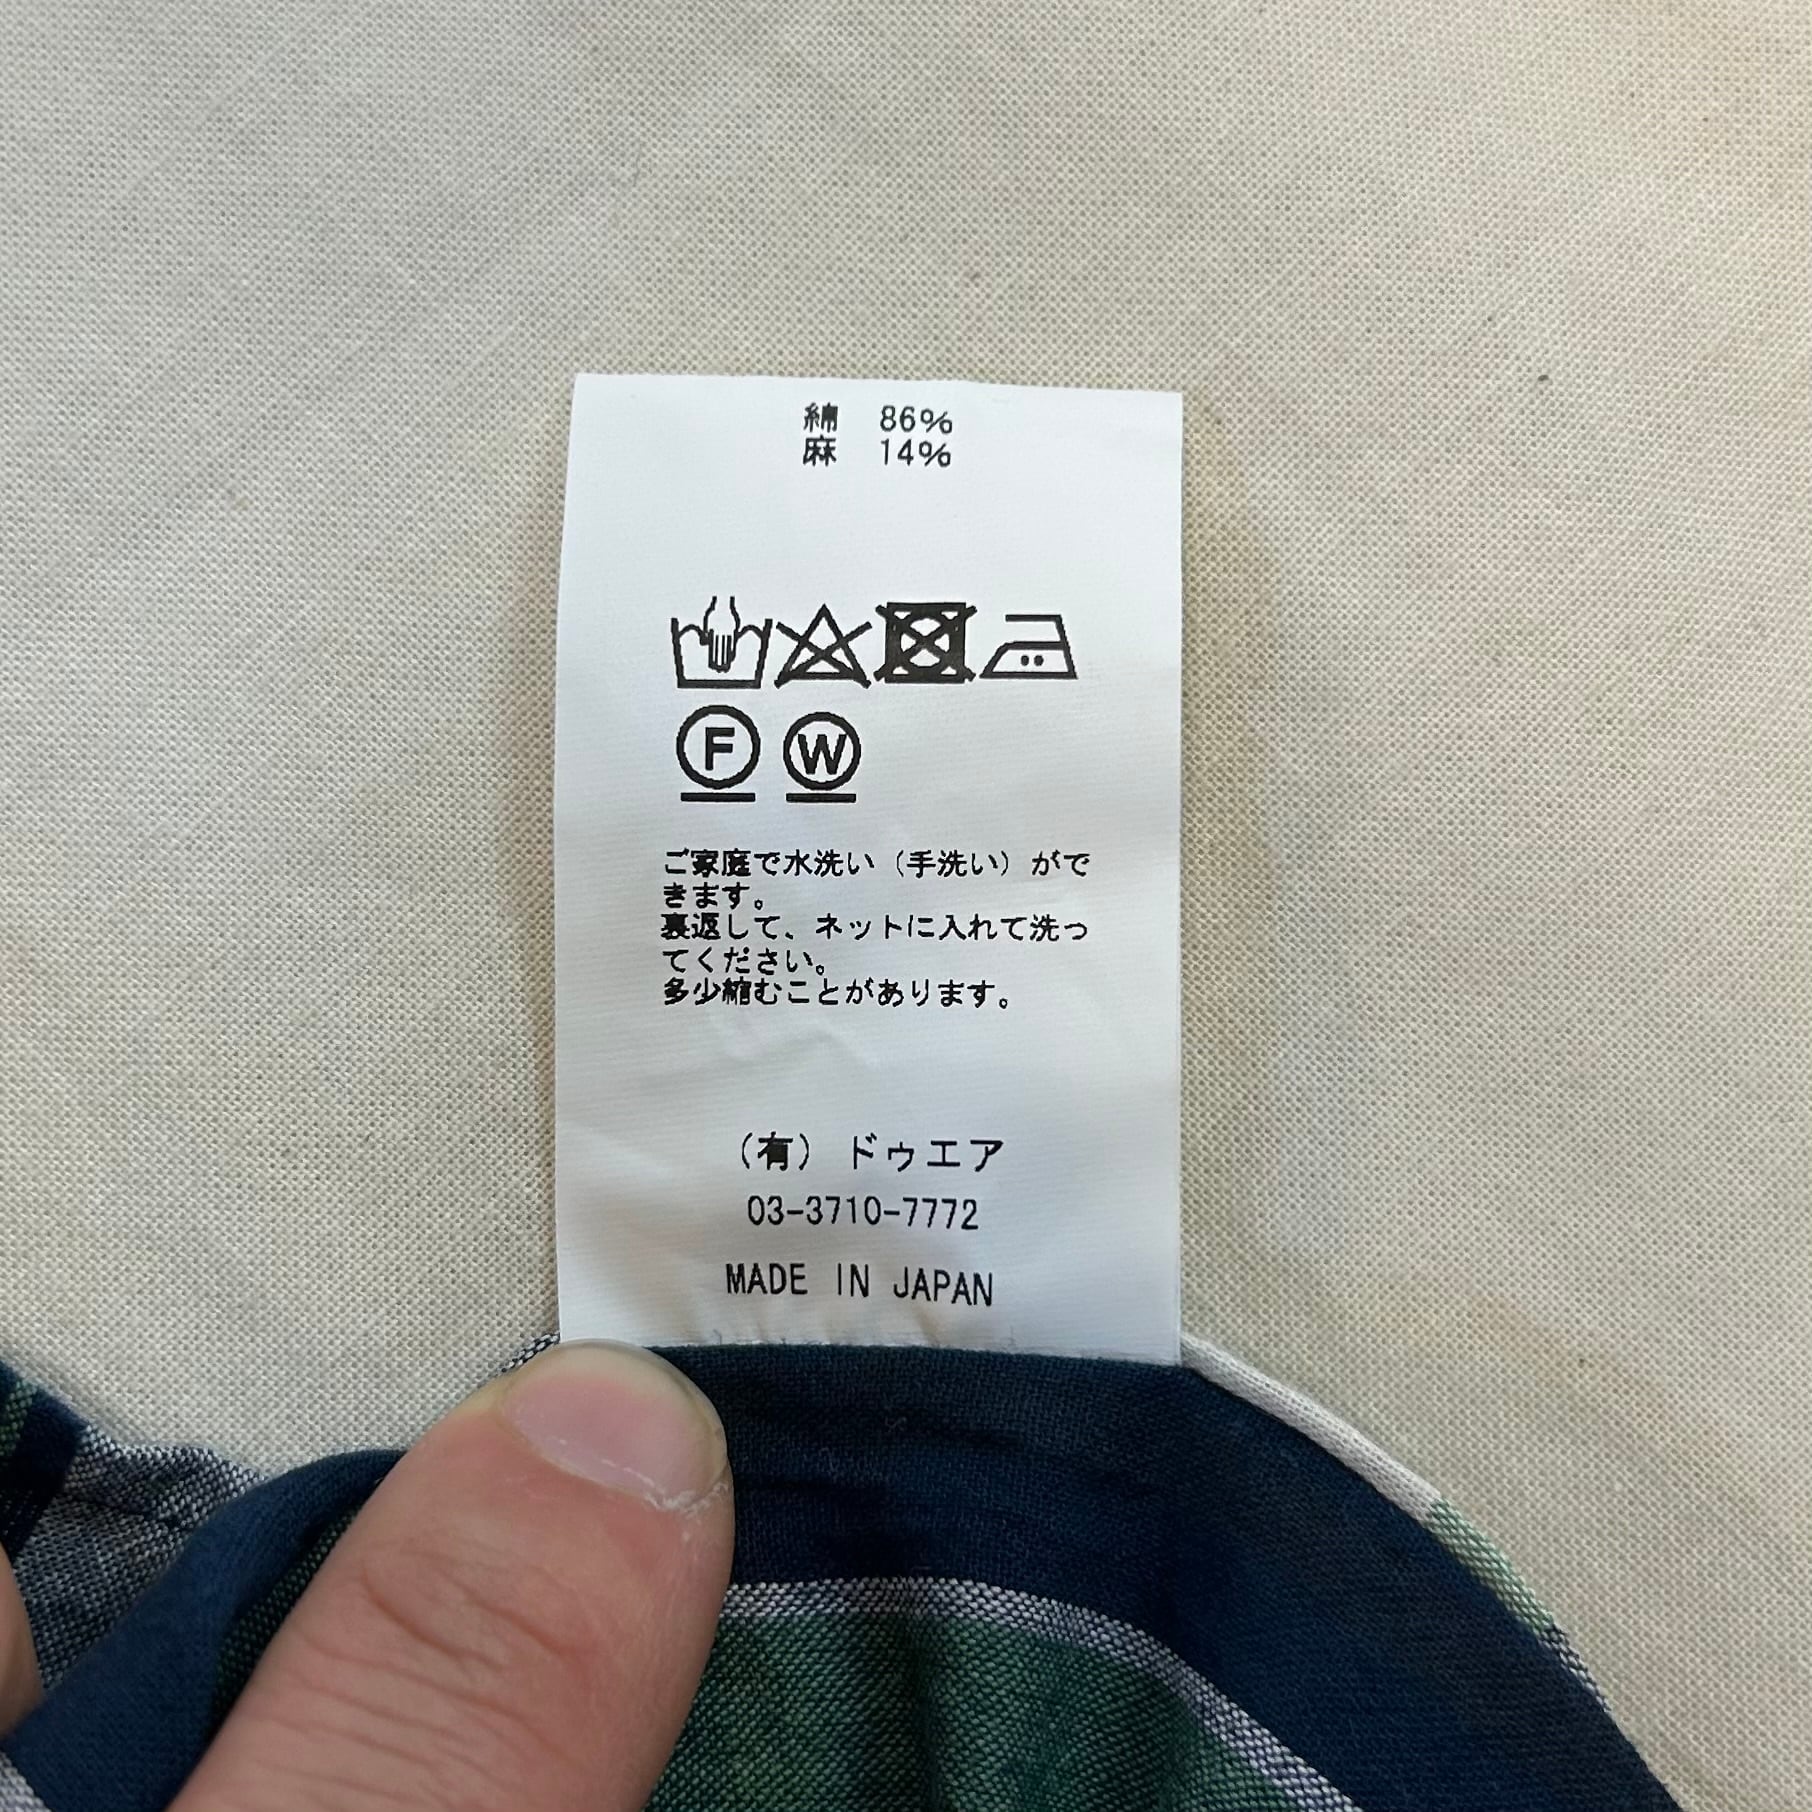 綿 86%
麻 14%
F W
ご家庭で水洗い（手洗い）がで
きます。
裏返して、ネットに入れて洗っ
てください。
多少縮むことがあります。
（有）ドゥエア
03-3710-7772
MADE IN JAPAN